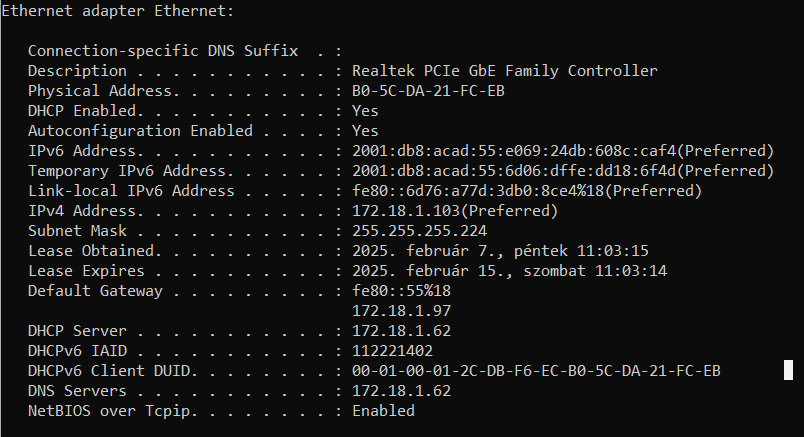 Ethernet adapter Ethernet:
Connection-specific DNS Suffix  . :
Description . . . . . . . . . . . : Realtek PCIe GbE Family Controller
Physical Address. . . . . . . . . : B0-5C-DA-21-FC-EB
DHCP Enabled. . . . . . . . . . . : Yes
Autoconfiguration Enabled . . . . : Yes
IPv6 Address. . . . . . . . . . . : 2001:db8:acad:55:e069:24db:608c:caf4(Preferred)
Temporary IPv6 Address. . . . . . : 2001:db8:acad:55:6d06:dffe:dd18:6f4d(Preferred)
Link-local IPv6 Address . . . . . : fe80::6d76:a77d:3db0:8ce4%18(Preferred)
IPv4 Address. . . . . . . . . . . : 172.18.1.103(Preferred)
Subnet Mask . . . . . . . . . . . : 255.255.255.224
Lease Obtained. . . . . . . . . . : 2025. február 7., péntek 11:03:15
Lease Expires . . . . . . . . . . : 2025. február 15., szombat 11:03:14
Default Gateway . . . . . . . . . : fe80::55%18
172.18.1.97
DHCP Server . . . . . . . . . . . : 172.18.1.62
DHCPv6 IAID . . . . . . . . . . . : 112221402
DHCPv6 Client DUID. . . . . . . . : 00-01-00-01-2C-DB-F6-EC-B0-5C-DA-21-FC-EB
DNS Servers . . . . . . . . . . . : 172.18.1.62
NetBIOS over Tcpip. . . . . . . . : Enabled